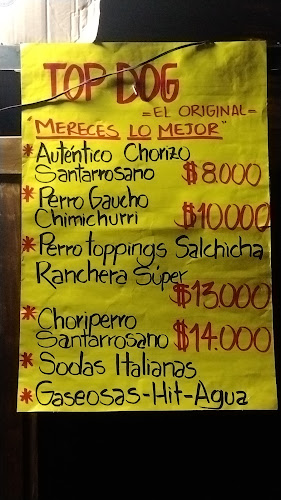 TOP DOG
=EL ORIGINAL=
"MERECES LO MEJOR"
* Auténtico Chorizo
Santarrosano $8.000
* Perro Gaucho
Chimichurri $10.000
* Perro toppings Salchicha
Ranchera Súper
$13.000
* Choriperro
Santarrosano $14.000
* Sodas Italianas
* Gaseosas-Hit-Agua